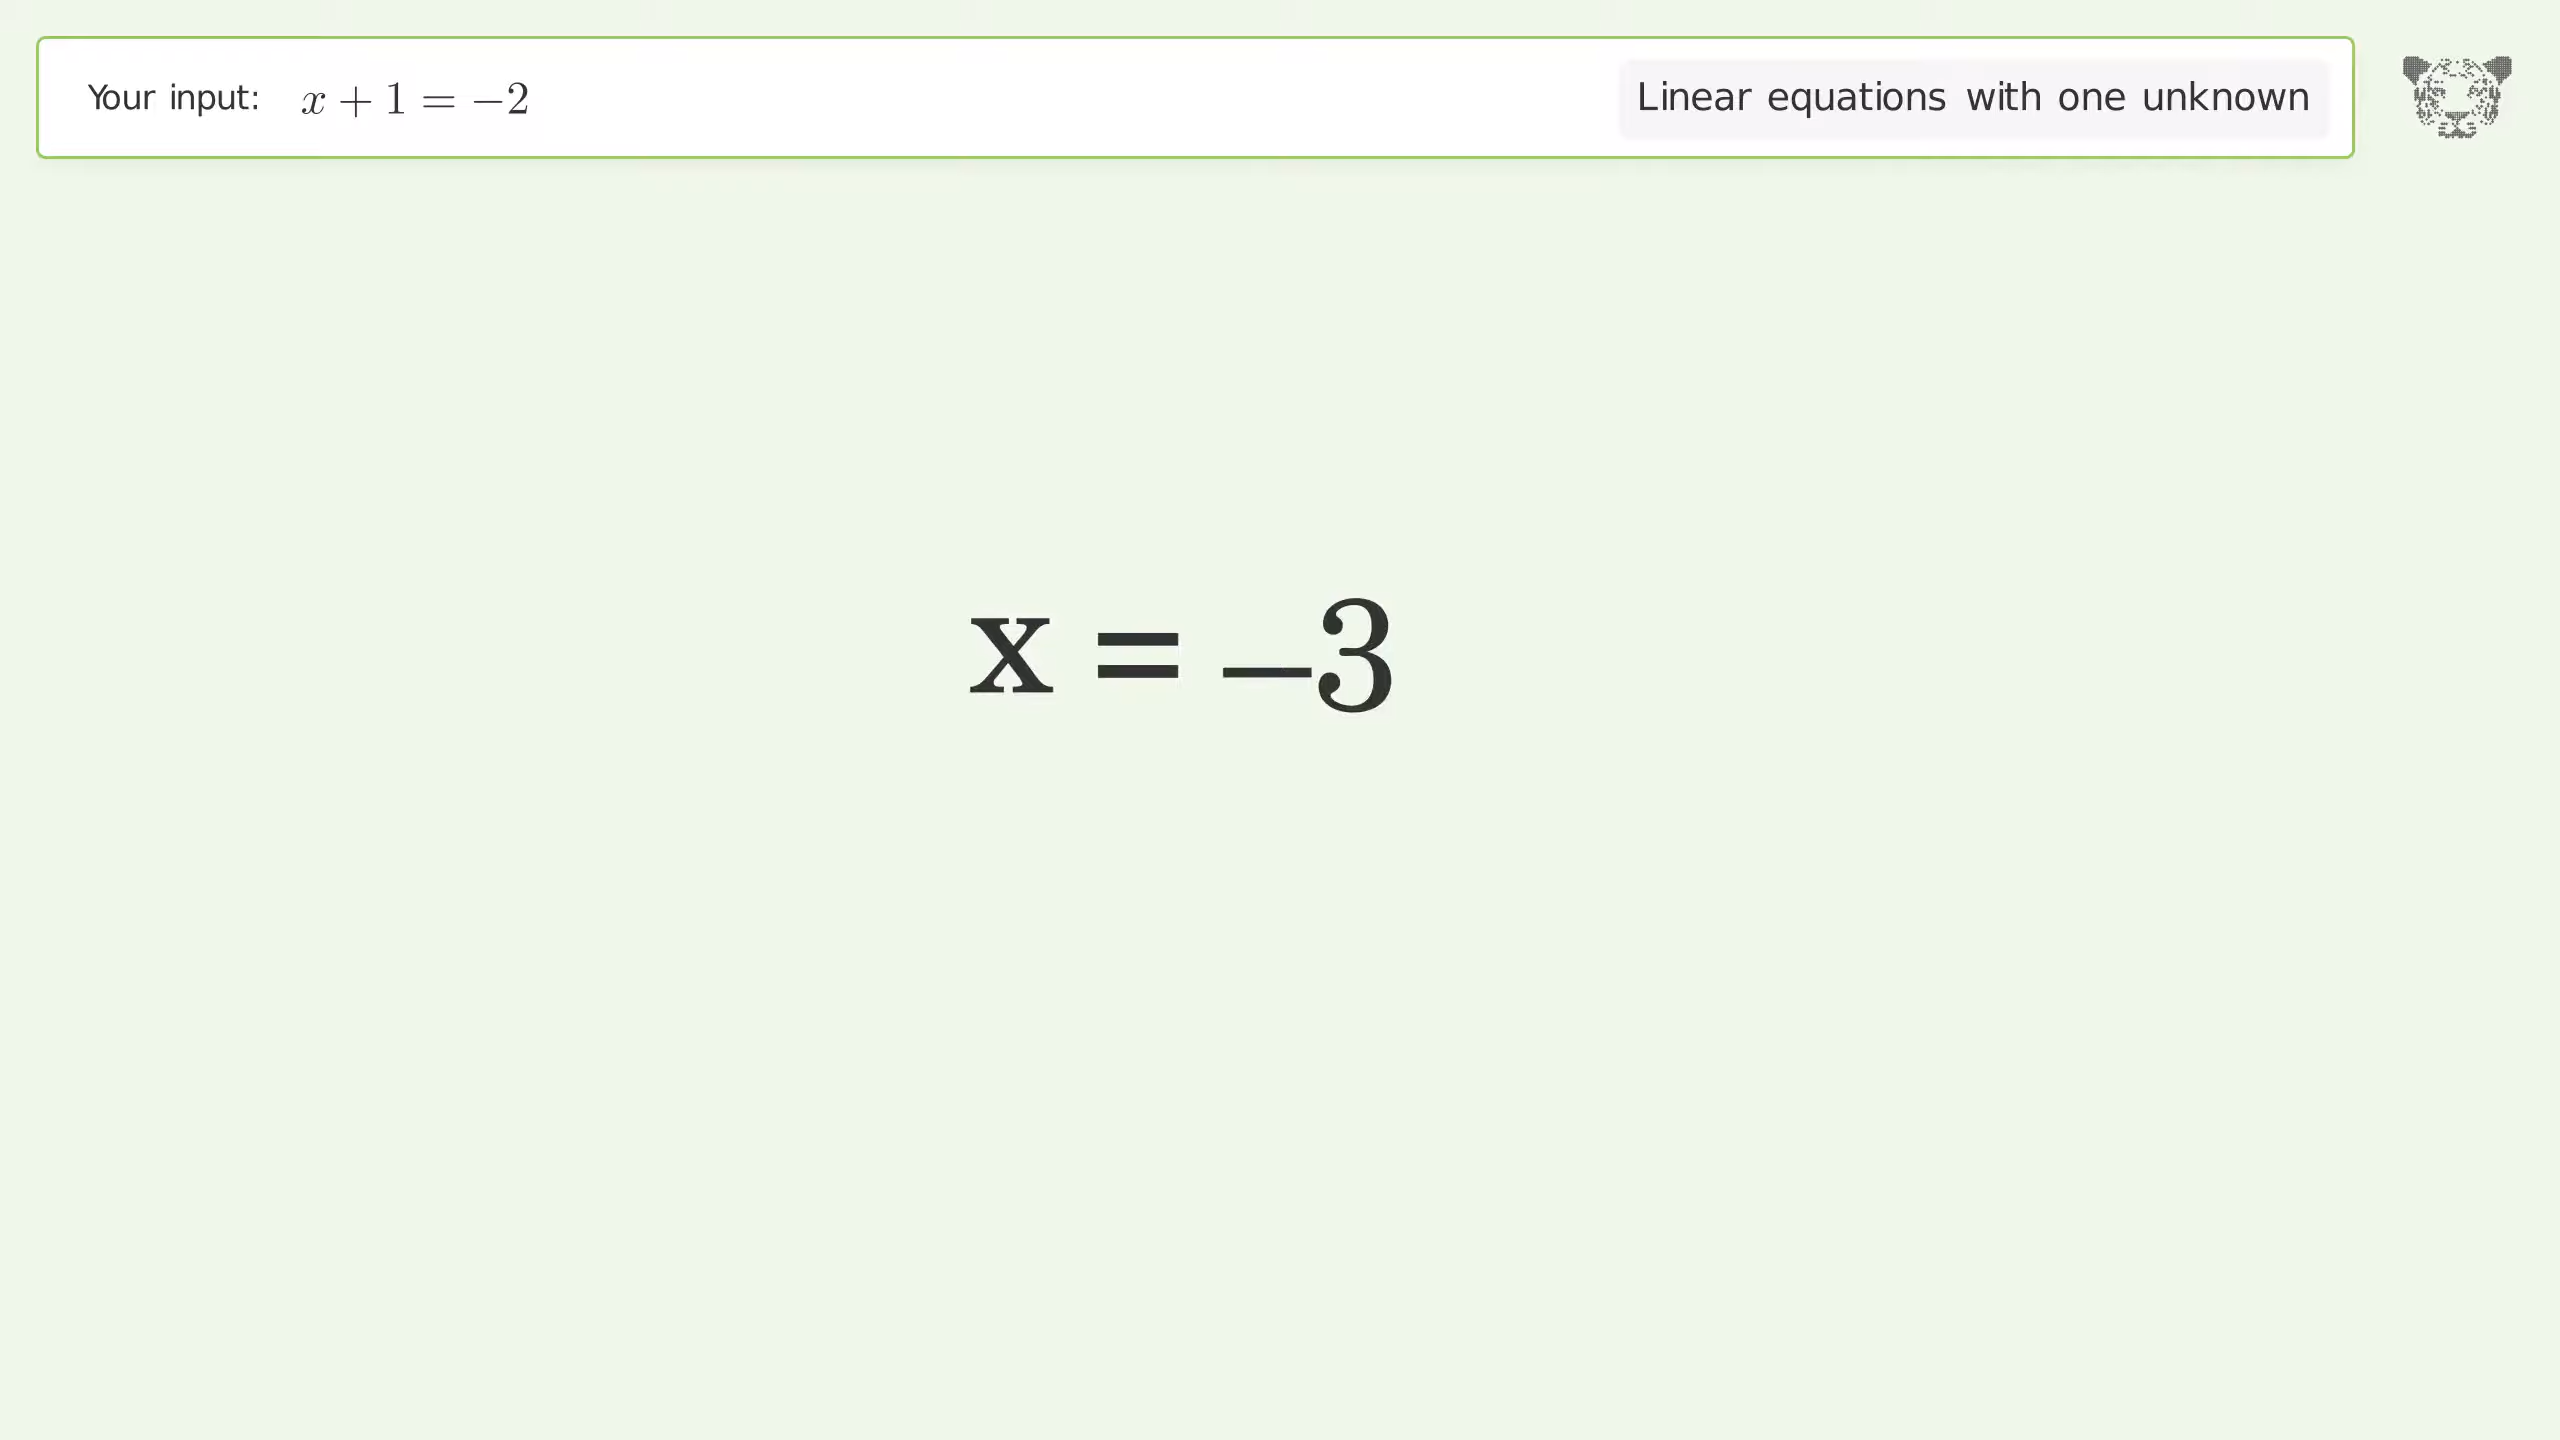 Your input: x + 1 = −2
Linear equations with one unknown
x = −3